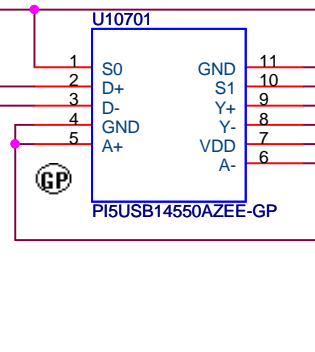 U10701
1 S0 GND 11
2 D+ S1 10
3 D- Y+ 9
4 GND Y- 8
5 A+ VDD 7
A- 6
GP
PI5USB14550AZEE-GP